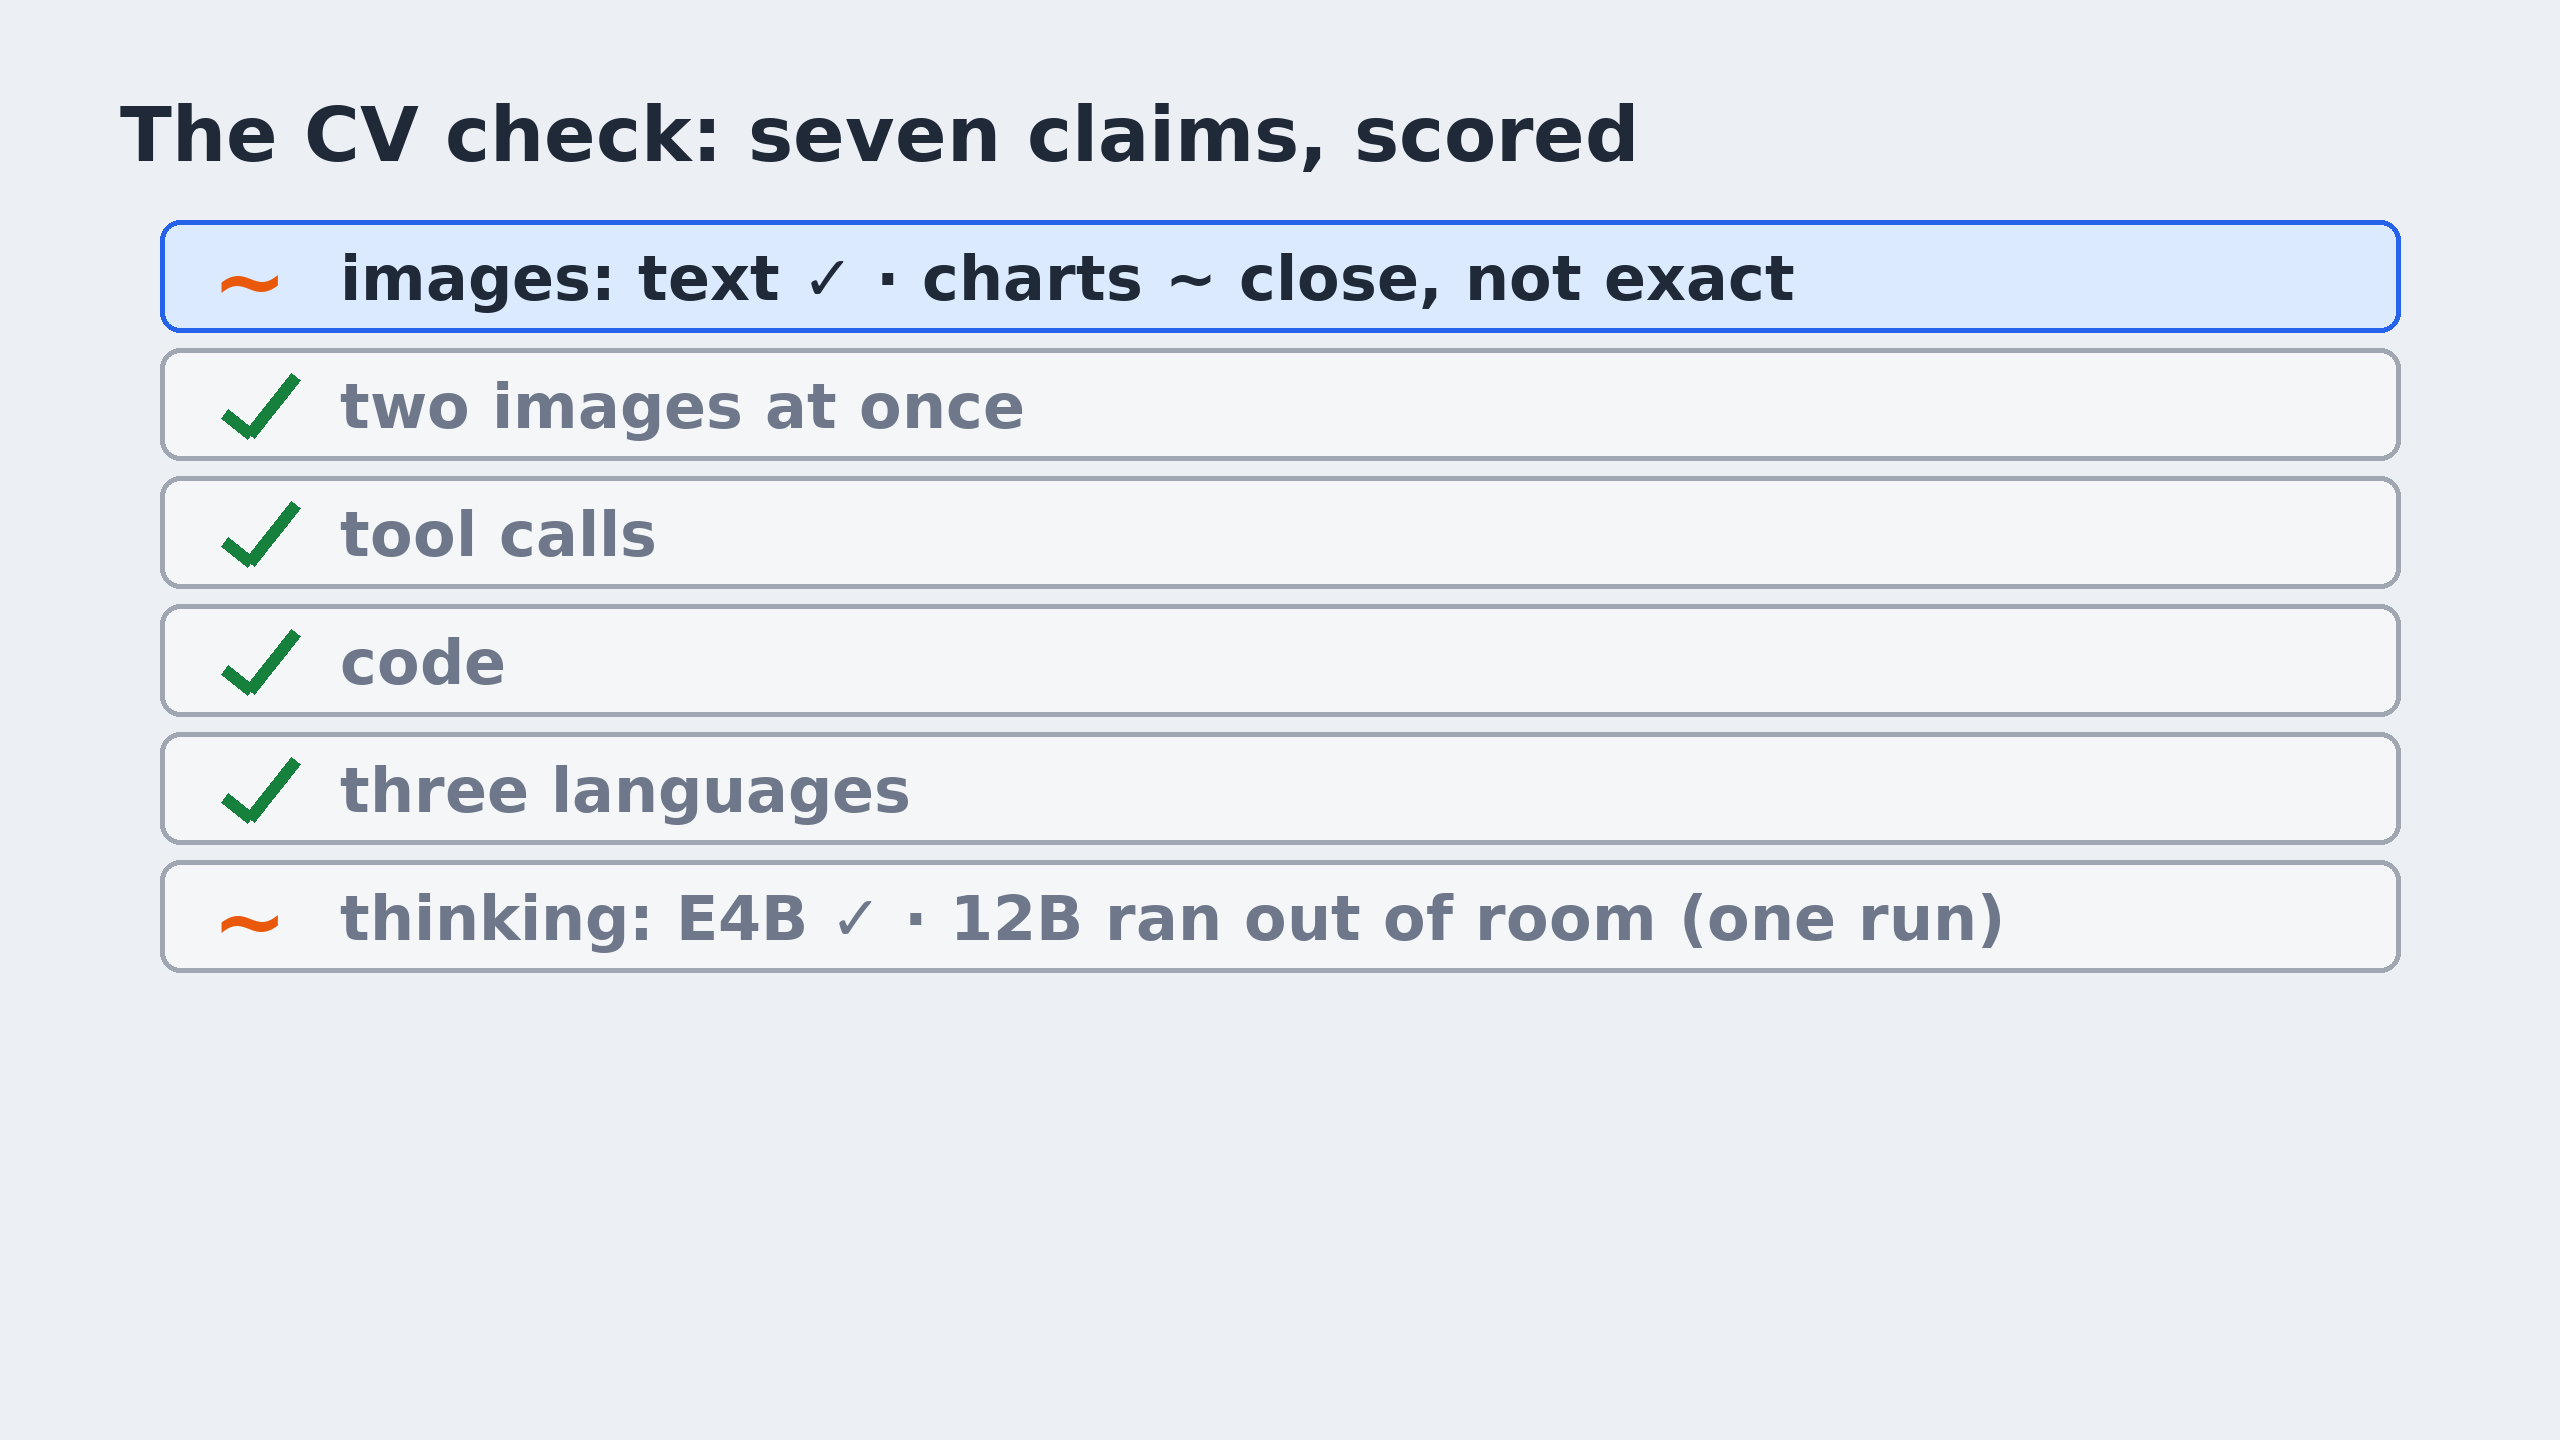 The CV check: seven claims, scored
~ images: text ✓ · charts ~ close, not exact
✓ two images at once
✓ tool calls
✓ code
✓ three languages
~ thinking: E4B ✓ · 12B ran out of room (one run)